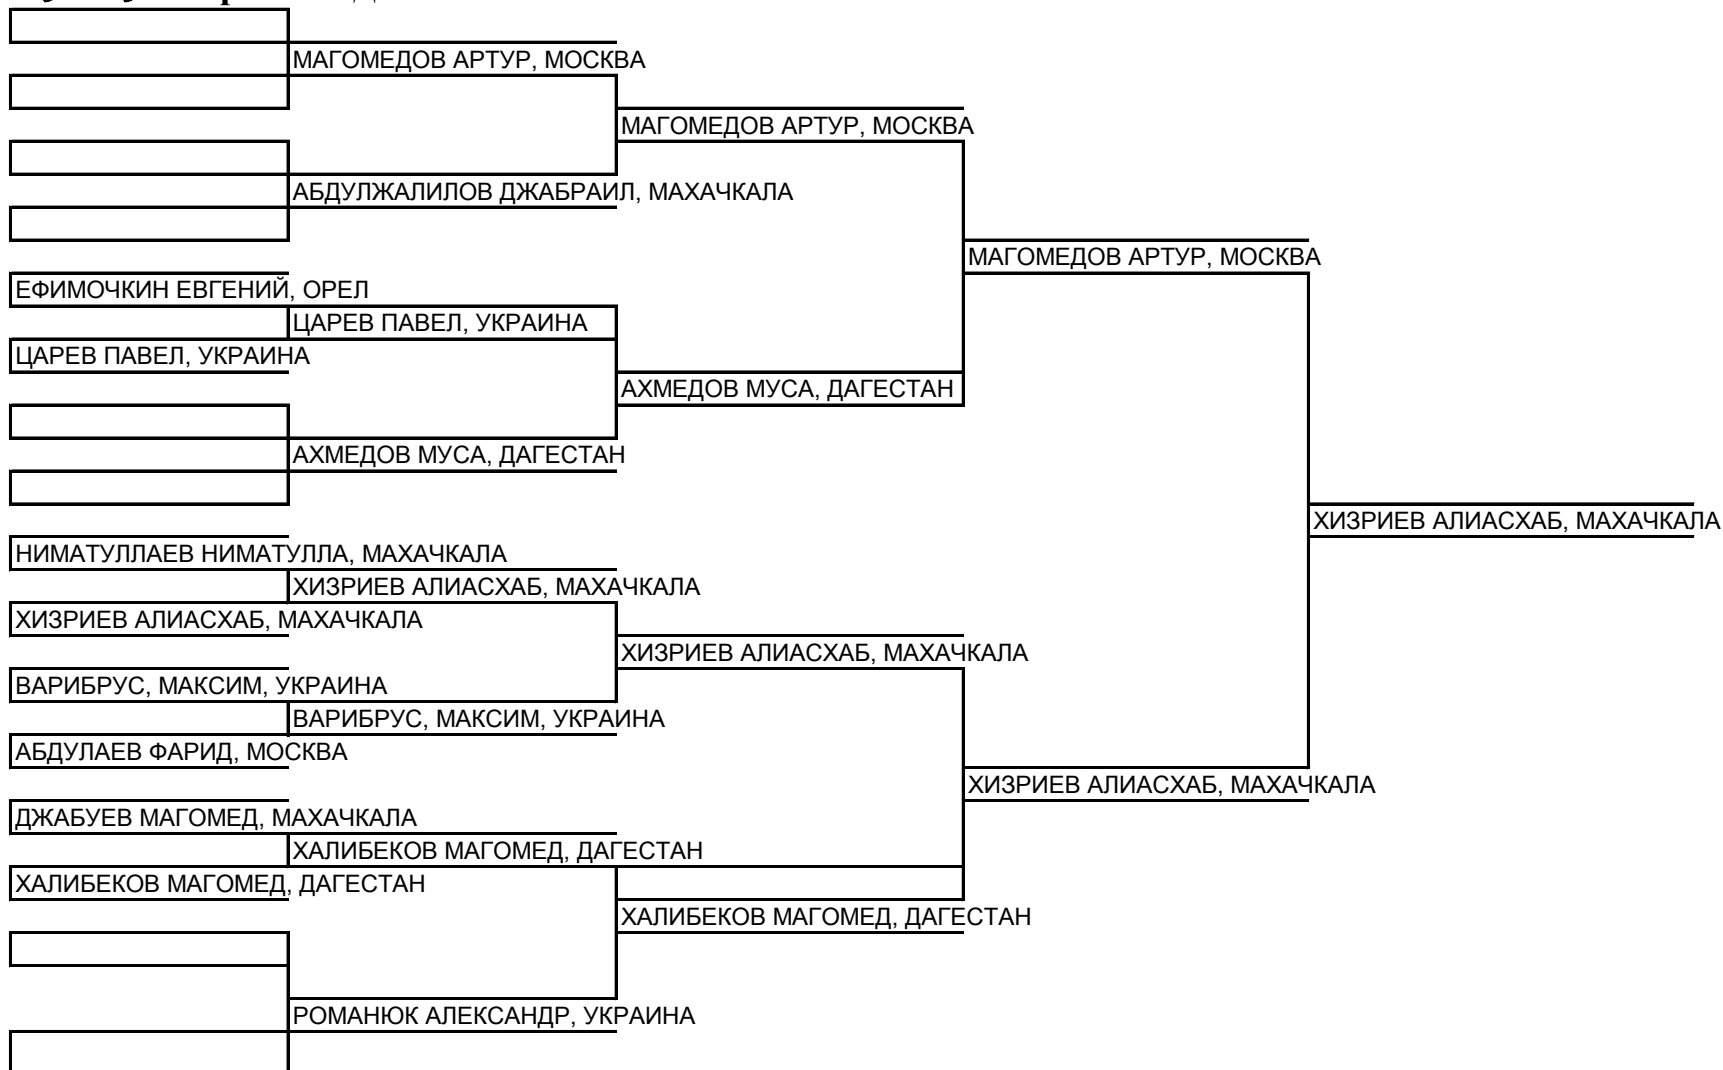 МАГОМЕДОВ АРТУР, МОСКВА
МАГОМЕДОВ АРТУР, МОСКВА
АБДУЛЖАЛИЛОВ ДЖАБРАИЛ, МАХАЧКАЛА
МАГОМЕДОВ АРТУР, МОСКВА
ЕФИМОЧКИН ЕВГЕНИЙ, ОРЕЛ
ЦАРЕВ ПАВЕЛ, УКРАИНА
ЦАРЕВ ПАВЕЛ, УКРАИНА
АХМЕДОВ МУСА, ДАГЕСТАН
АХМЕДОВ МУСА, ДАГЕСТАН
ХИЗРИЕВ АЛИАСХАБ, МАХАЧКАЛА
НИМАТУЛЛАЕВ НИМАТУЛЛА, МАХАЧКАЛА
ХИЗРИЕВ АЛИАСХАБ, МАХАЧКАЛА
ХИЗРИЕВ АЛИАСХАБ, МАХАЧКАЛА
ХИЗРИЕВ АЛИАСХАБ, МАХАЧКАЛА
ВАРИБРУС, МАКСИМ, УКРАИНА
ВАРИБРУС, МАКСИМ, УКРАИНА
АБДУЛАЕВ ФАРИД, МОСКВА
ХИЗРИЕВ АЛИАСХАБ, МАХАЧКАЛА
ДЖАБУЕВ МАГОМЕД, МАХАЧКАЛА
ХАЛИБЕКОВ МАГОМЕД, ДАГЕСТАН
ХАЛИБЕКОВ МАГОМЕД, ДАГЕСТАН
ХАЛИБЕКОВ МАГОМЕД, ДАГЕСТАН
РОМАНЮК АЛЕКСАНДР, УКРАИНА